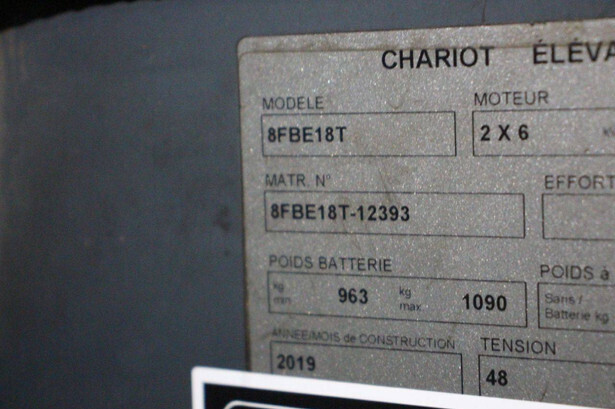 CHARIOT
MODELE MOTEUR
8FBE18T 2 X 6
MATR. N° EFFORT
8FBE18T-12393
POIDS BATTERIE POIDS à
kg min 963 kg max 1090 Sans / Batterie kg
ANNEE/MOIS de CONSTRUCTION TENSION
2019 48